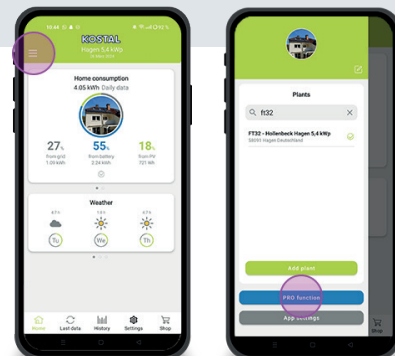 KOSTAL
Hagen 5,4 kWp
Home consumption
4.05 kWh Daily data
27%
from grid
1.09 kWh
55%
from battery
2.24 kWh
18%
from PV
721 Wh
Weather
Tu
We
Th
Home
Last data
History
Settings
Shop
Plants
ft32
FT32 - Hollenbeck Hagen 5,4 kWp
58091 Hagen Deutschland
Add plant
PRO function
App settings
Shop